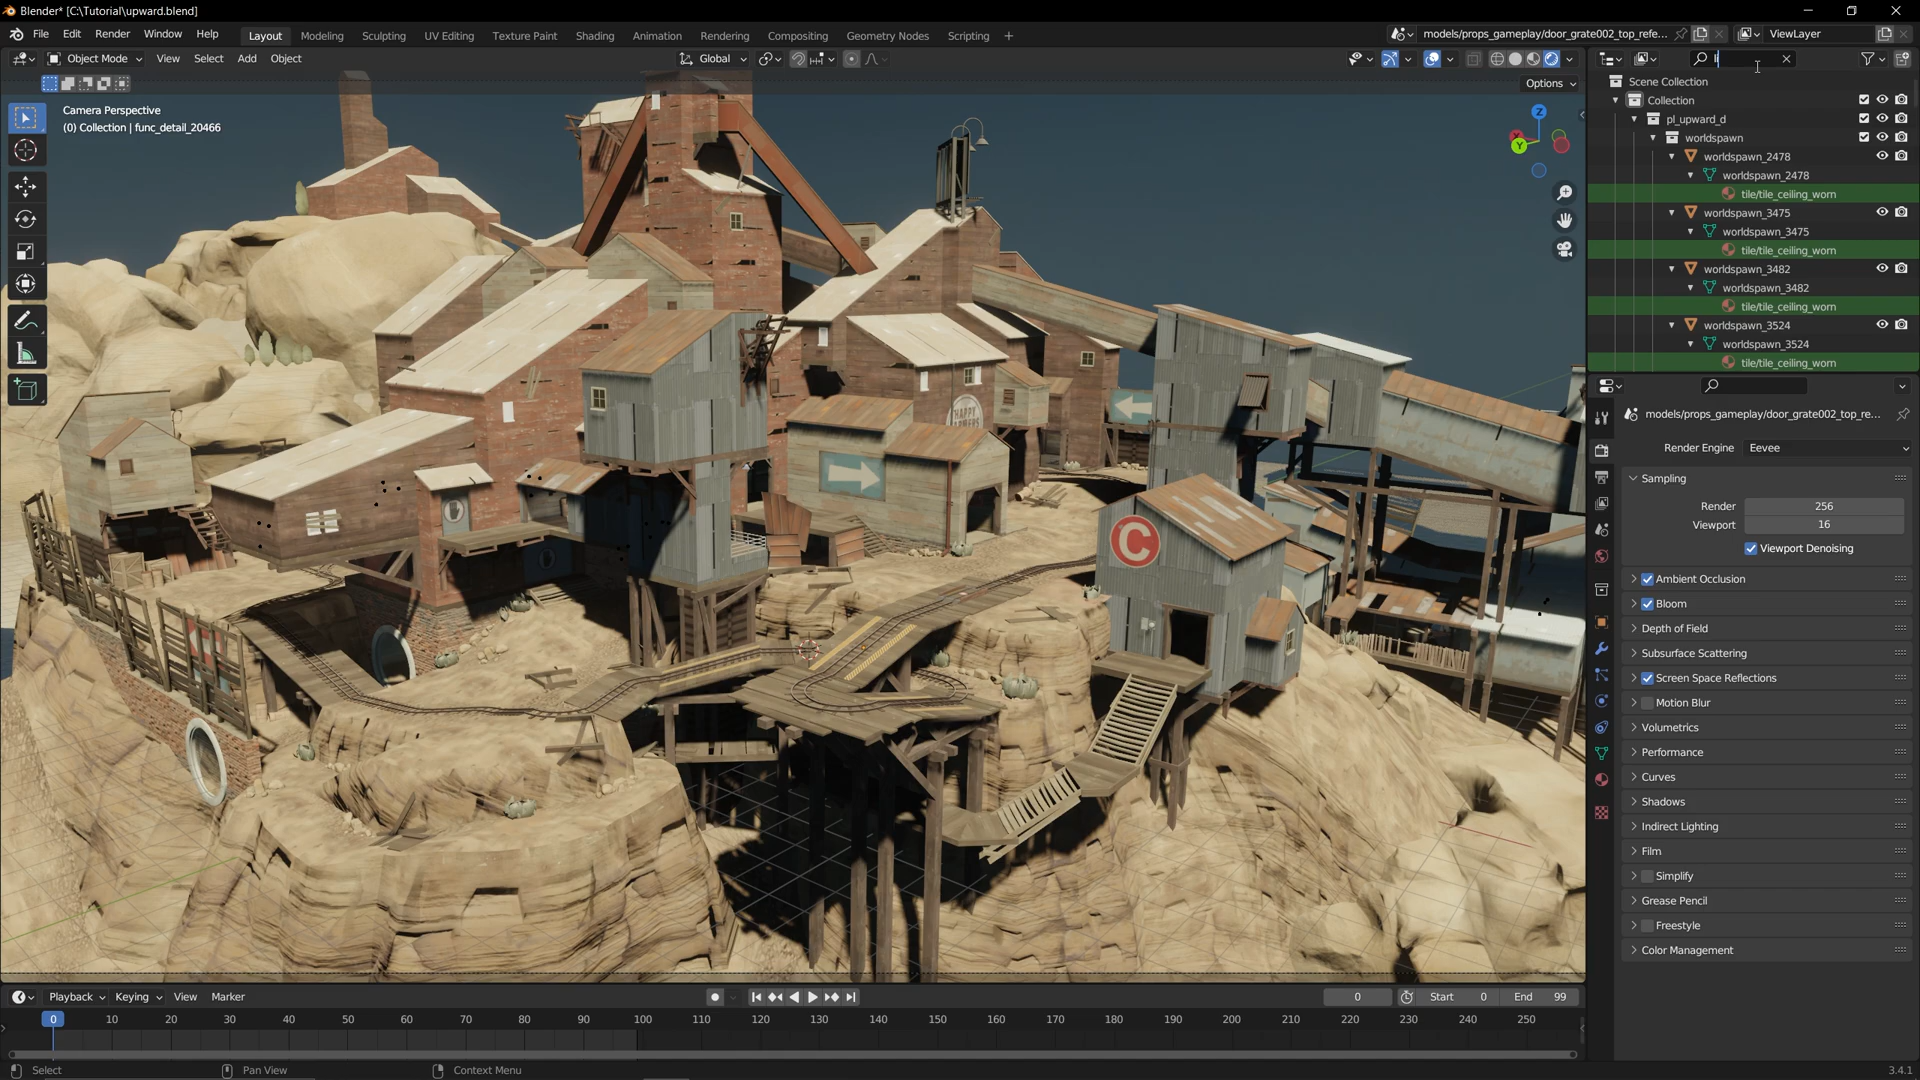 Blender* [C:\Tutorial\upward.blend]
File Edit Render Window Help Layout Modeling Sculpting UV Editing Texture Paint Shading Animation Rendering Compositing Geometry Nodes Scripting models/props_gameplay/door_grate002_top_refe... ViewLayer
Object Mode View Select Add Object Global
Options
Camera Perspective
(0) Collection | func_detail_20466
Z
Y
HAPPY
C
li
Scene Collection
Collection
pl_upward_d
worldspawn
worldspawn_2478
worldspawn_2478
tile/tile_ceiling_worn
worldspawn_3475
worldspawn_3475
tile/tile_ceiling_worn
worldspawn_3482
worldspawn_3482
tile/tile_ceiling_worn
worldspawn_3524
worldspawn_3524
tile/tile_ceiling_worn
models/props_gameplay/door_grate002_top_re...
Render Engine Eevee
Sampling
Render 256
Viewport 16
Viewport Denoising
Ambient Occlusion
Bloom
Depth of Field
Subsurface Scattering
Screen Space Reflections
Motion Blur
Volumetrics
Performance
Curves
Shadows
Indirect Lighting
Film
Simplify
Grease Pencil
Freestyle
Color Management
Playback Keying View Marker 0 Start 0 End 99
0 10 20 30 40 50 60 70 80 90 100 110 120 130 140 150 160 170 180 190 200 210 220 230 240 250
Select Pan View Context Menu 3.4.1